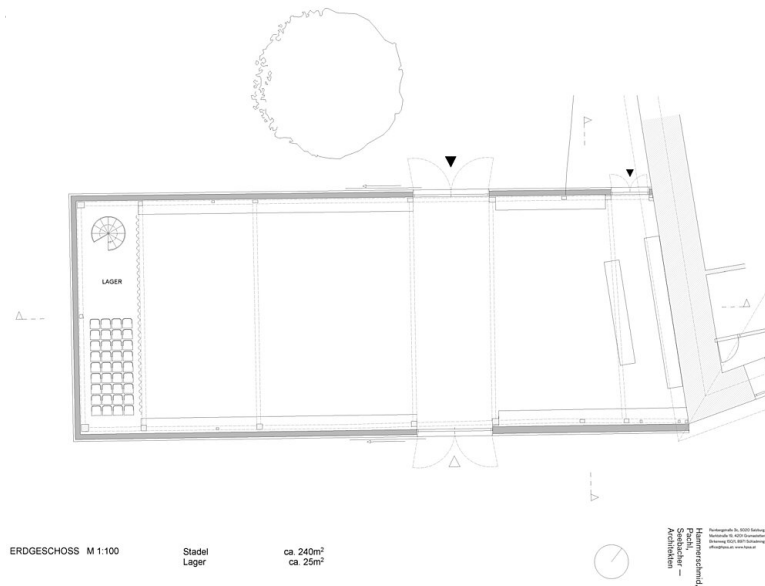 LAGER
ERDGESCHOSS M 1:100
Stadel ca. 240m²
Lager ca. 25m²
Hammerschmid,
Pachl,
Seebacher –
Architekten